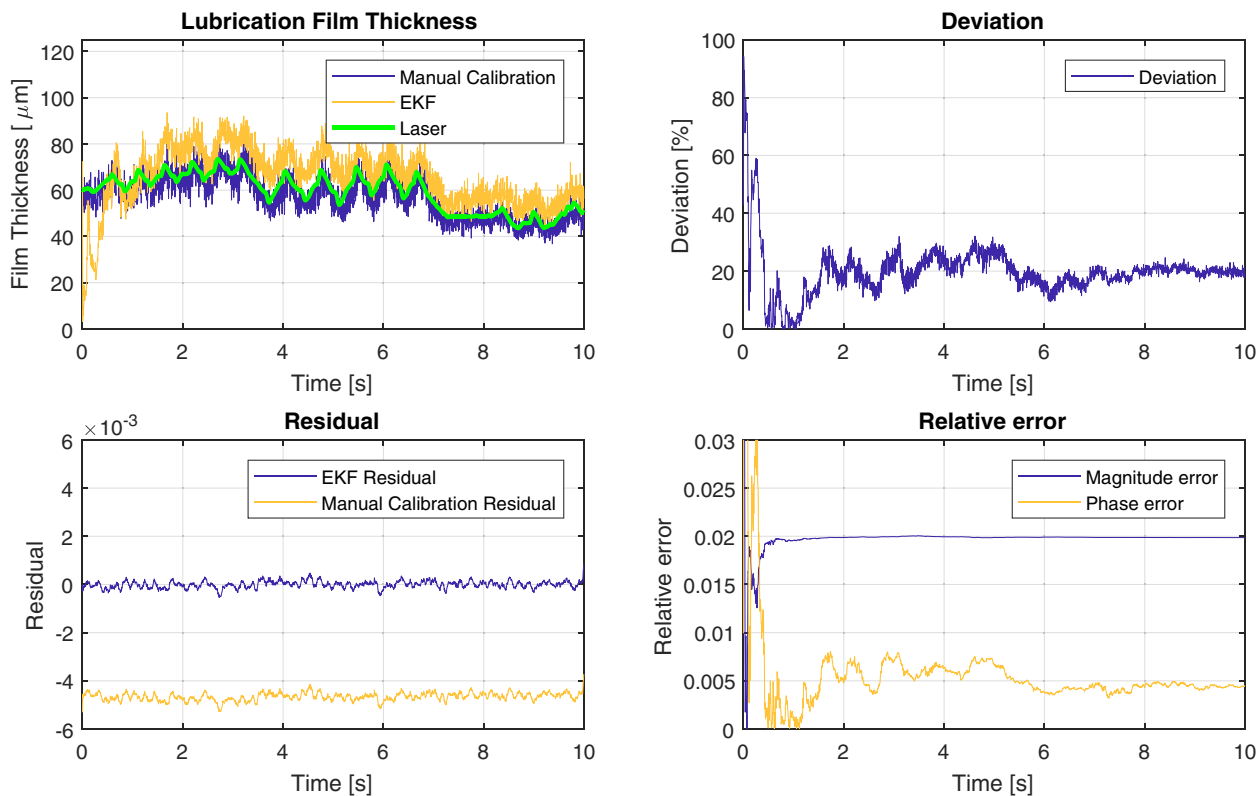 Lubrication Film Thickness
Film Thickness [ μm]
120
100
80
60
40
20
0
0 2 4 6 8 10
Time [s]
Manual Calibration
EKF
Laser
Deviation
Deviation [%]
100
80
60
40
20
0
0 2 4 6 8 10
Time [s]
Deviation
Residual
×10⁻³
Residual
6
4
2
0
-2
-4
-6
0 2 4 6 8 10
Time [s]
EKF Residual
Manual Calibration Residual
Relative error
Relative error
0.03
0.025
0.02
0.015
0.01
0.005
0
0 2 4 6 8 10
Time [s]
Magnitude error
Phase error